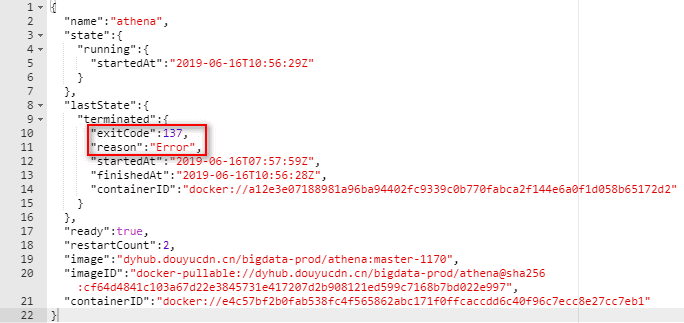 1 {
2 "name":"athena",
3 "state":{
4 "running":{
5 "startedAt":"2019-06-16T10:56:29Z"
6 }
7 },
8 "lastState":{
9 "terminated":{
10 "exitCode":137,
11 "reason":"Error",
12 "startedAt":"2019-06-16T07:57:59Z",
13 "finishedAt":"2019-06-16T10:56:28Z",
14 "containerID":"docker://a12e3e07188981a96ba94402fc9339c0b770fabca2f144e6a0f1d058b65172d2"
15 }
16 },
17 "ready":true,
18 "restartCount":2,
19 "image":"dyhub.douyucdn.cn/bigdata-prod/athena:master-1170",
20 "imageID":"docker-pullable://dyhub.douyucdn.cn/bigdata-prod/athena@sha256
:cf64d4841c103a67d22e3845731e417207d2b908121ed599c7168b7bd022e997",
21 "containerID":"docker://e4c57bf2b0fab538fc4f565862abc171f0ffcaccdd6c40f96c7ecc8e27cc7eb1"
22 }